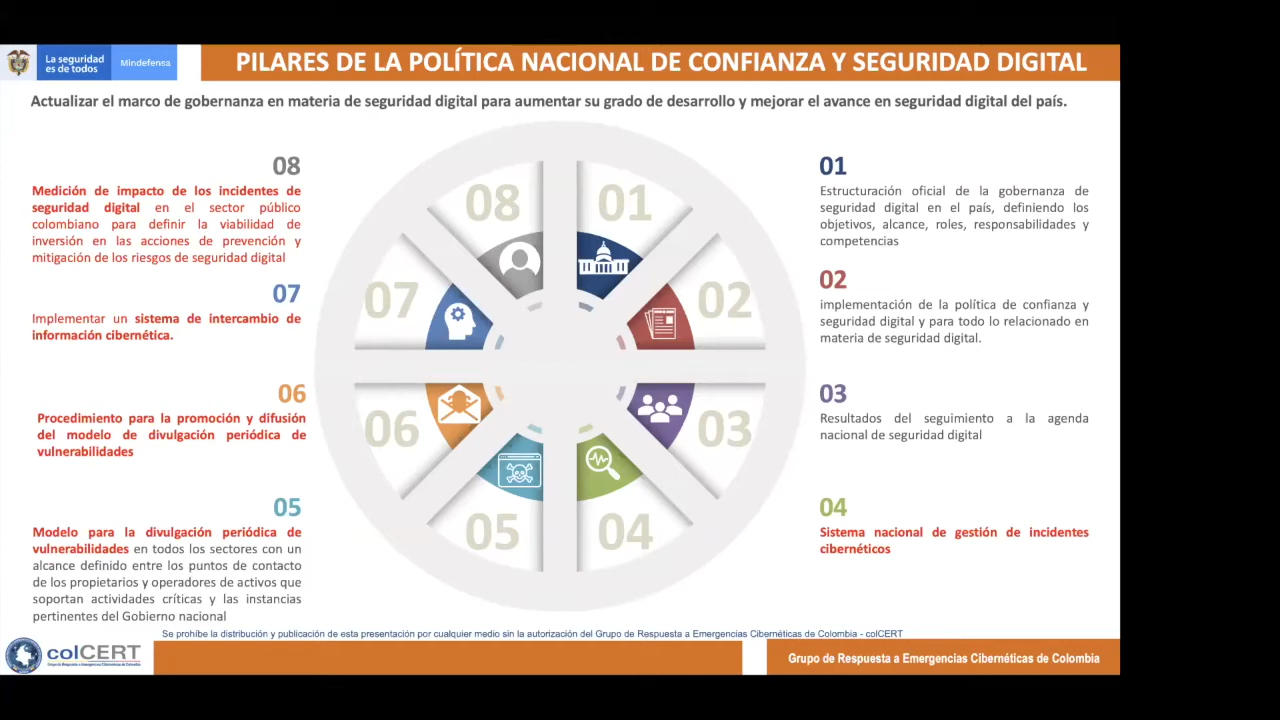 La seguridad
es de todos
Mindefensa
PILARES DE LA POLÍTICA NACIONAL DE CONFIANZA Y SEGURIDAD DIGITAL
Actualizar el marco de gobernanza en materia de seguridad digital para aumentar su grado de desarrollo y mejorar el avance en seguridad digital del país.
08
Medición de impacto de los incidentes de
seguridad digital en el sector público
colombiano para definir la viabilidad de
inversión en las acciones de prevención y
mitigación de los riesgos de seguridad digital
07
Implementar un sistema de intercambio de
información cibernética.
06
Procedimiento para la promoción y difusión
del modelo de divulgación periódica de
vulnerabilidades
05
Modelo para la divulgación periódica de
vulnerabilidades en todos los sectores con un
alcance definido entre los puntos de contacto
de los propietarios y operadores de activos que
soportan actividades críticas y las instancias
pertinentes del Gobierno nacional
08
01
07
02
06
03
05
04
01
Estructuración oficial de la gobernanza de
seguridad digital en el país, definiendo los
objetivos, alcance, roles, responsabilidades y
competencias
02
implementación de la política de confianza y
seguridad digital y para todo lo relacionado en
materia de seguridad digital.
03
Resultados del seguimiento a la agenda
nacional de seguridad digital
04
Sistema nacional de gestión de incidentes
cibernéticos
Se prohíbe la distribución y publicación de esta presentación por cualquier medio sin la autorización del Grupo de Respuesta a Emergencias Cibernéticas de Colombia - colCERT
colCERT
Grupo de Respuesta a Emergencias Cibernéticas de Colombia
Grupo de Respuesta a Emergencias Cibernéticas de Colombia